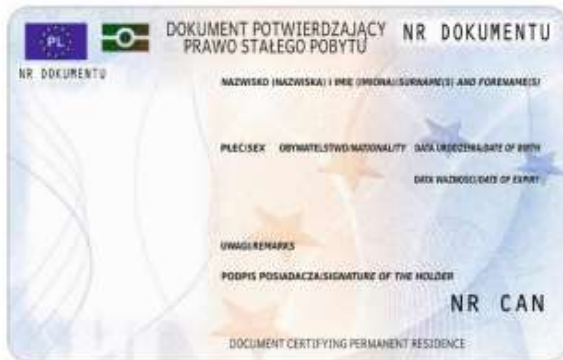 PL
DOKUMENT POTWIERDZAJĄCY
PRAWO STAŁEGO POBYTU
NR DOKUMENTU
NR DOKUMENTU
NAZWISKO (NAZWISKA) I IMIĘ (IMIONA)/SURNAME(S) AND FORENAME(S)
PŁEĆ/SEX OBYWATELSTWO/NATIONALITY DATA URODZENIA/DATE OF BIRTH
DATA WAŻNOŚCI/DATE OF EXPIRY
UWAGI/REMARKS
PODPIS POSIADACZA/SIGNATURE OF THE HOLDER
NR CAN
DOCUMENT CERTIFYING PERMANENT RESIDENCE